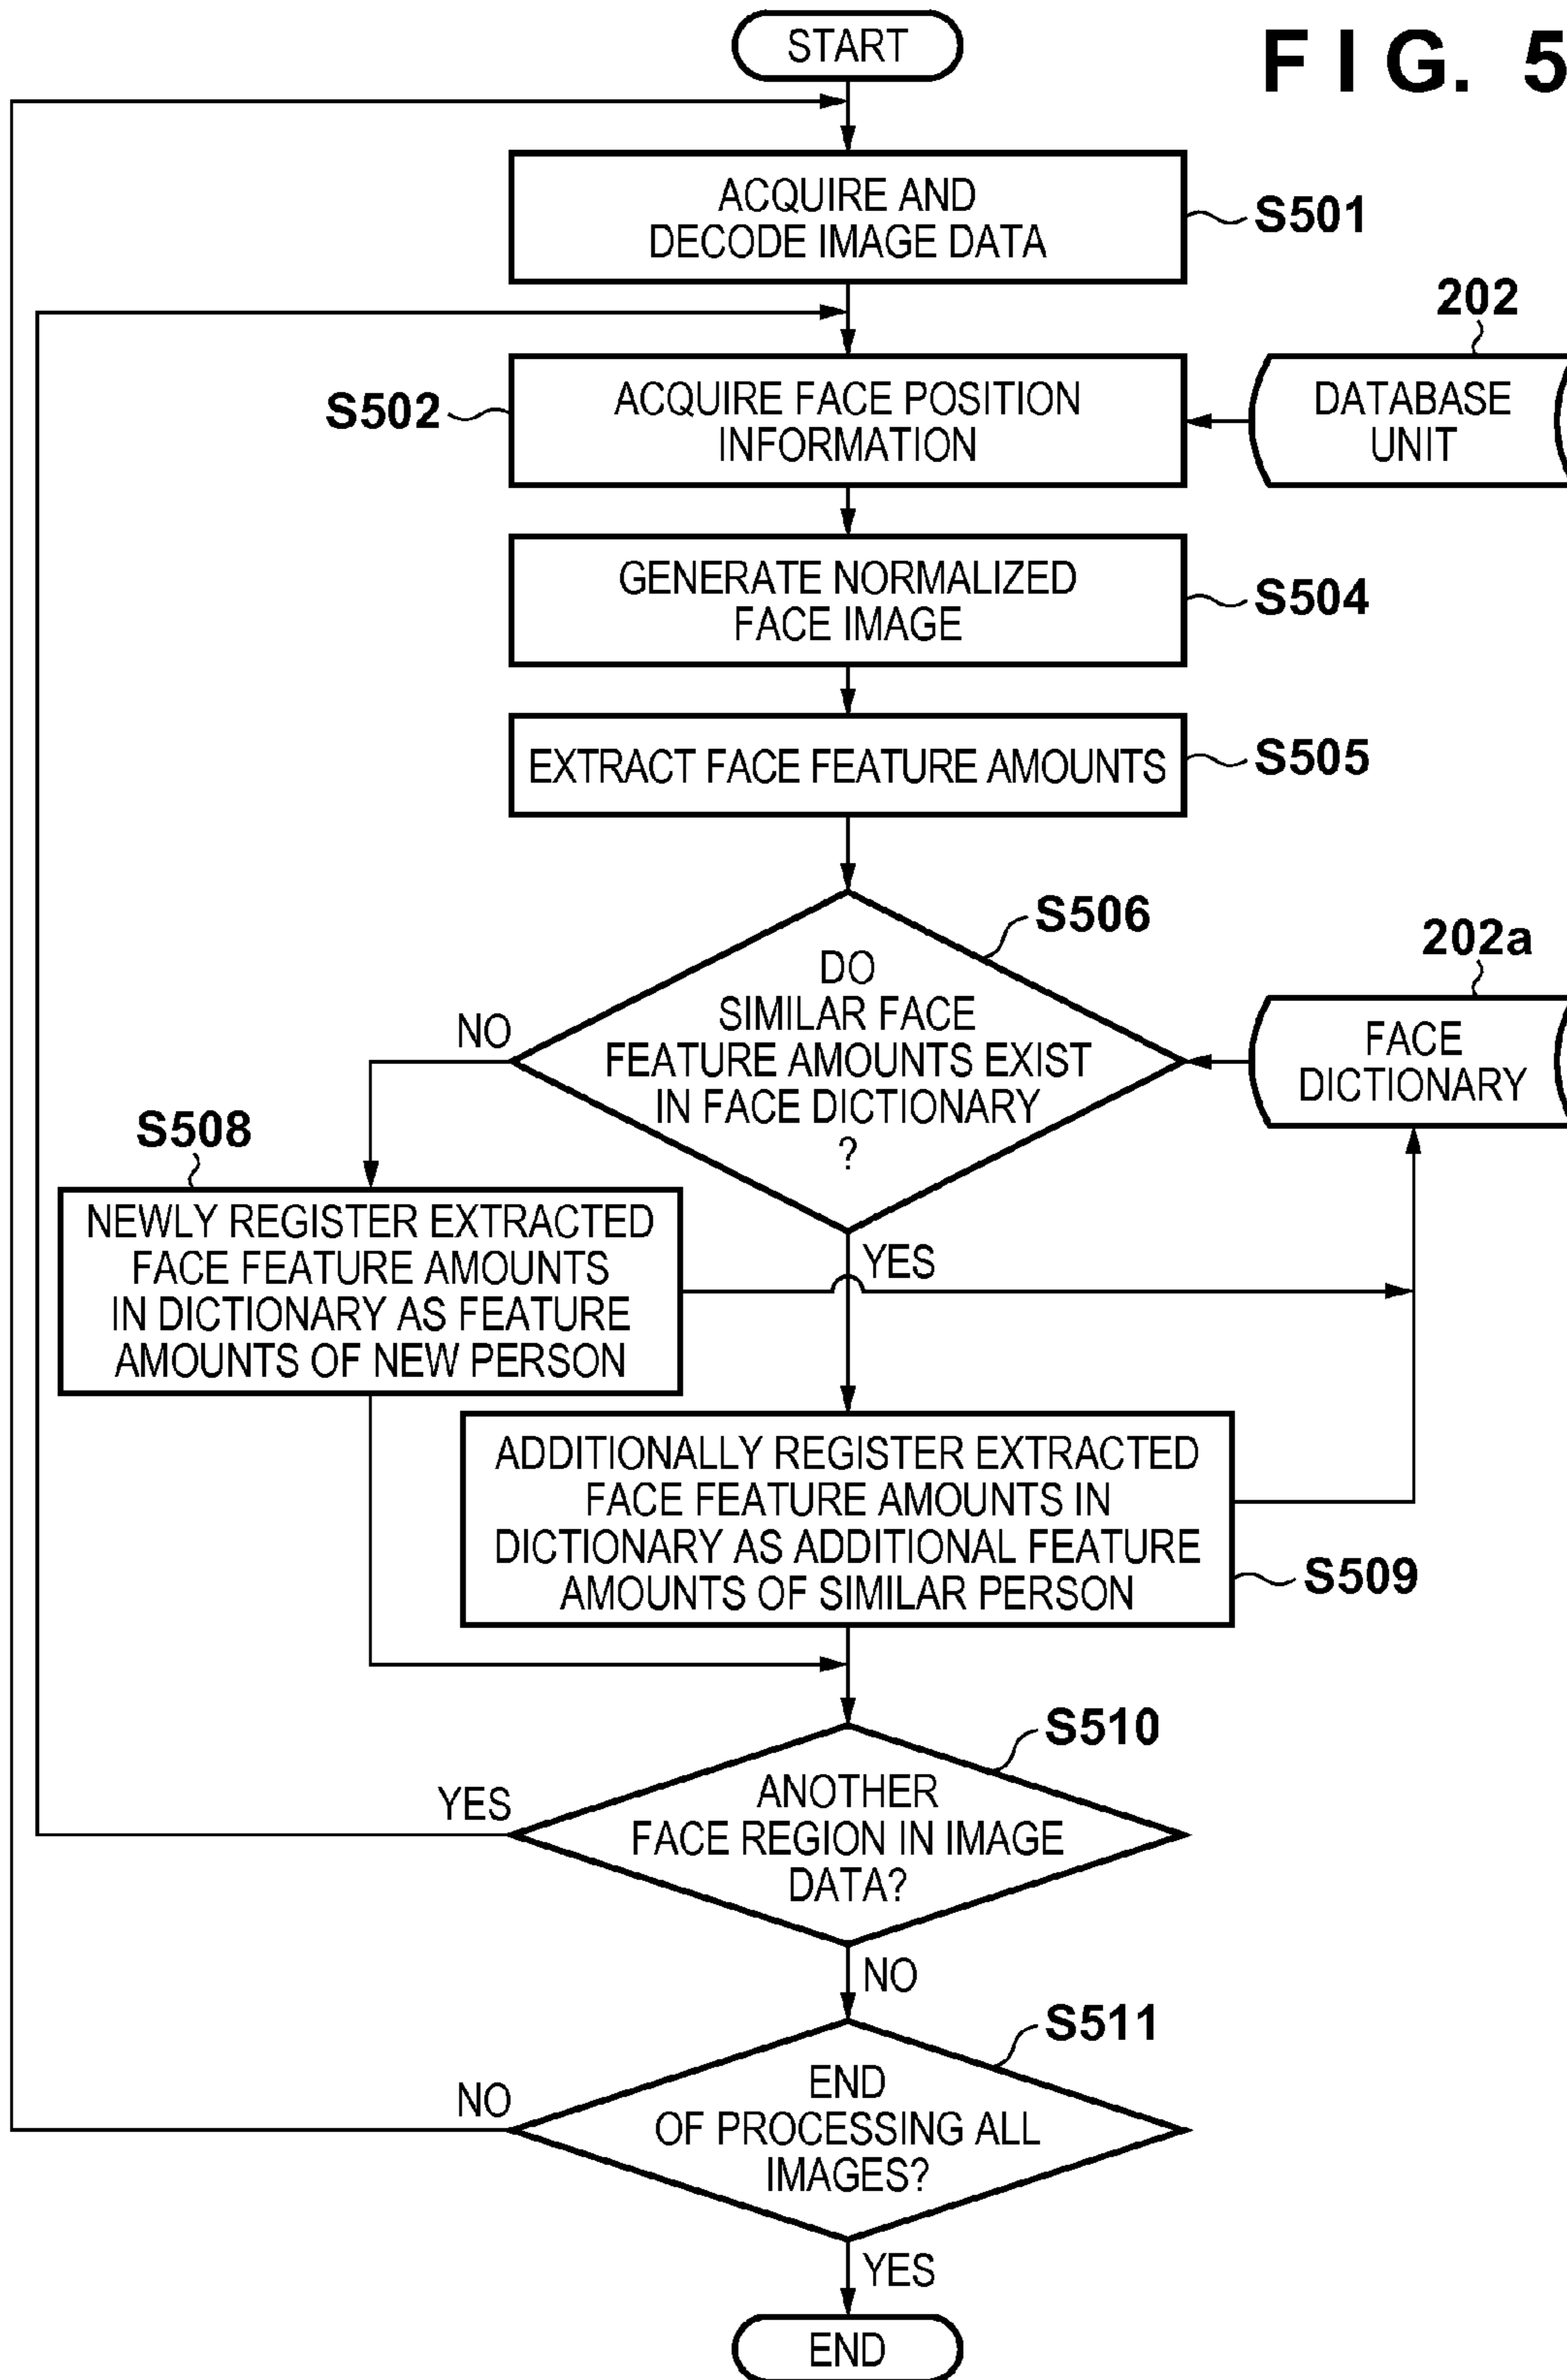 START
F I G. 5
ACQUIRE AND
DECODE IMAGE DATA
S501
202
S502
ACQUIRE FACE POSITION
INFORMATION
DATABASE
UNIT
GENERATE NORMALIZED
FACE IMAGE
S504
EXTRACT FACE FEATURE AMOUNTS
S505
S506
202a
DO
SIMILAR FACE
FEATURE AMOUNTS EXIST
IN FACE DICTIONARY
?
NO
FACE
DICTIONARY
S508
NEWLY REGISTER EXTRACTED
FACE FEATURE AMOUNTS
IN DICTIONARY AS FEATURE
AMOUNTS OF NEW PERSON
YES
ADDITIONALLY REGISTER EXTRACTED
FACE FEATURE AMOUNTS IN
DICTIONARY AS ADDITIONAL FEATURE
AMOUNTS OF SIMILAR PERSON
S509
S510
YES
ANOTHER
FACE REGION IN IMAGE
DATA?
NO
S511
NO
END
OF PROCESSING ALL
IMAGES?
YES
END